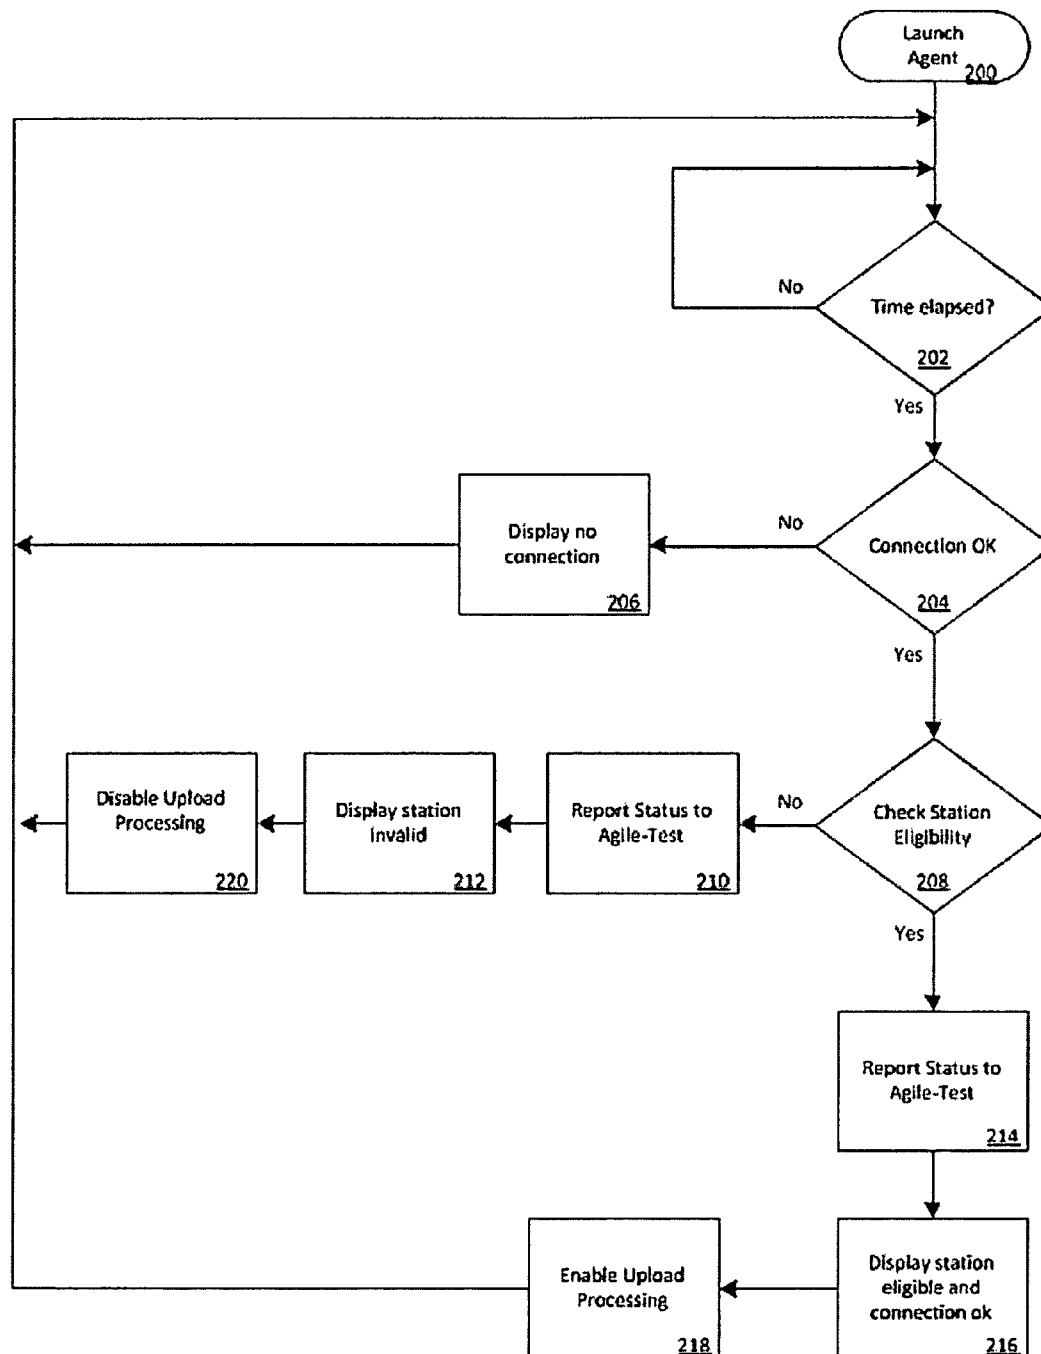 Launch
Agent
200
No
Time elapsed?
202
Yes
Display no
connection
206
No
Connection OK
204
Yes
Disable Upload
Processing
220
Display station
Invalid
212
Report Status to
Agile-Test
210
No
Check Station
Eligibility
208
Yes
Report Status to
Agile-Test
214
Enable Upload
Processing
218
Display station
eligible and
connection ok
216